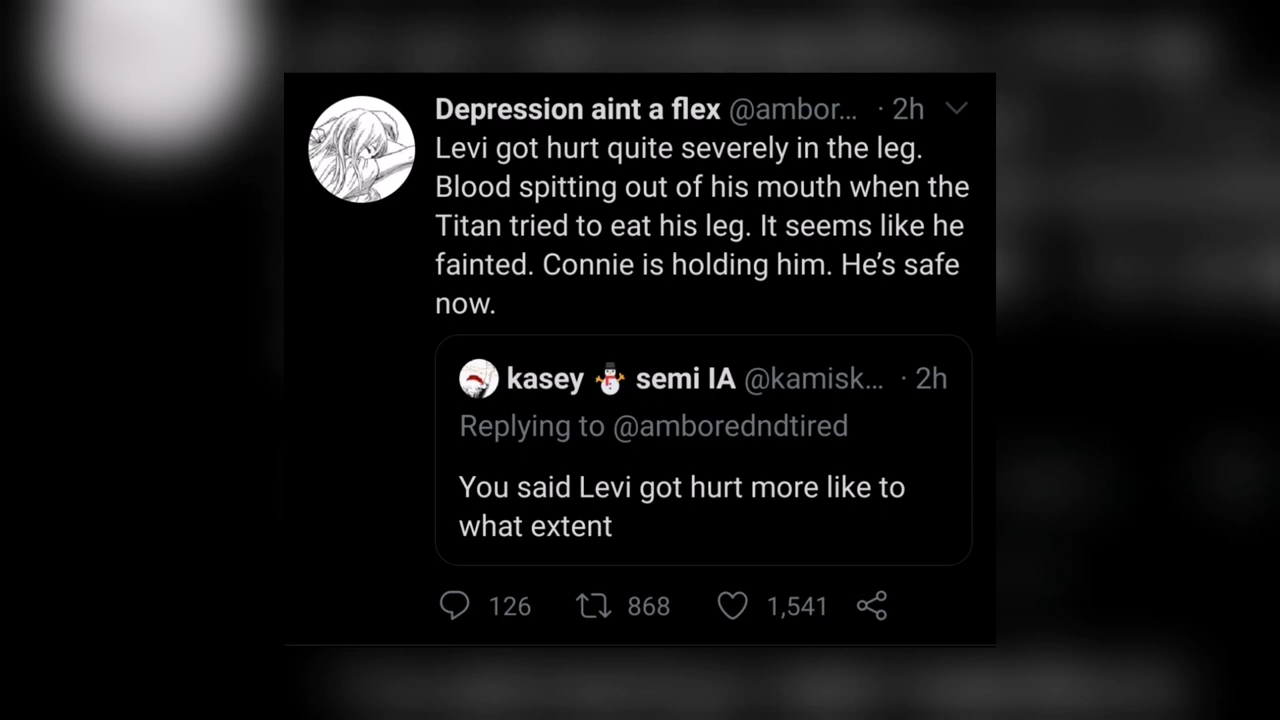 Depression aint a flex @ambor... · 2h
Levi got hurt quite severely in the leg.
Blood spitting out of his mouth when the
Titan tried to eat his leg. It seems like he
fainted. Connie is holding him. He’s safe
now.
kasey ⛄ semi IA @kamisk... · 2h
Replying to @amboredndtired
You said Levi got hurt more like to
what extent
126 868 1,541